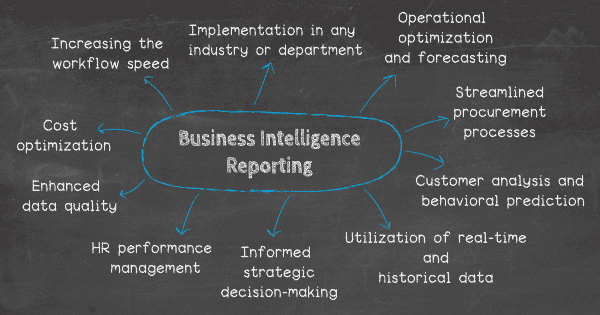 Increasing the
workflow speed
Implementation in any
industry or department
Operational
optimization
and forecasting
Streamlined
procurement
processes
Cost
optimization
Business Intelligence
Reporting
Enhanced
data quality
Customer analysis and
behavioral prediction
HR performance
management
Informed
strategic
decision-making
Utilization of real-time
and
historical data